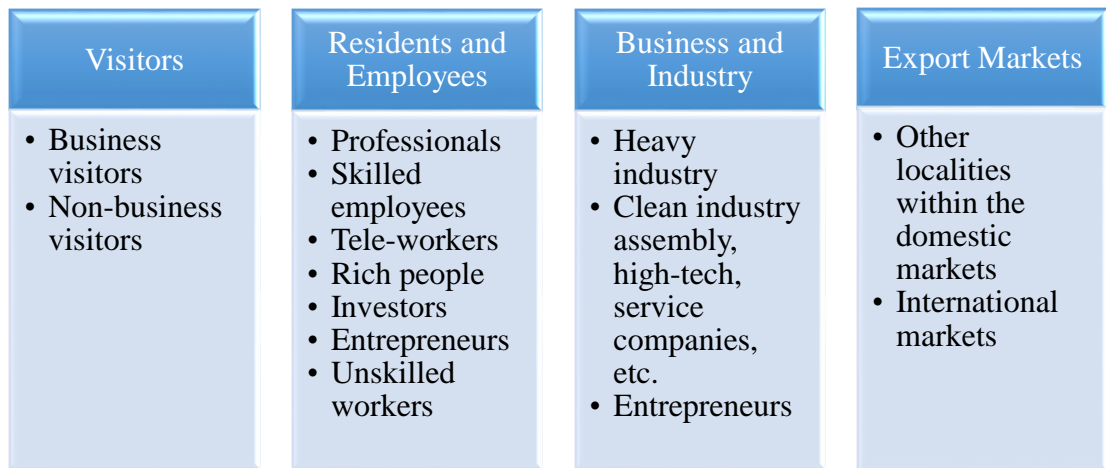 Visitors
• Business
visitors
• Non-business
visitors
Residents and
Employees
• Professionals
• Skilled
employees
• Tele-workers
• Rich people
• Investors
• Entrepreneurs
• Unskilled
workers
Business and
Industry
• Heavy
industry
• Clean industry
assembly,
high-tech,
service
companies,
etc.
• Entrepreneurs
Export Markets
• Other
localities
within the
domestic
markets
• International
markets